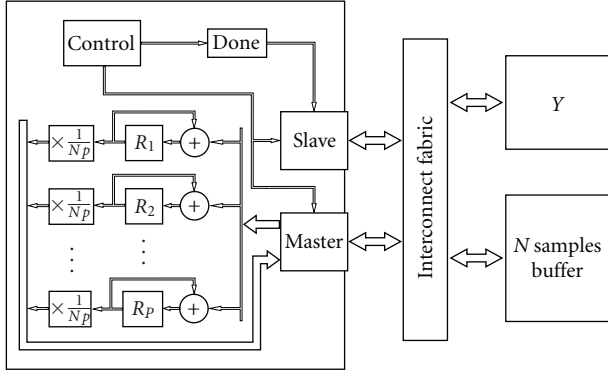 Control
Done
Slave
Master
Interconnect fabric
Y
N samples
buffer
× 1/Np
R1
+
× 1/Np
R2
+
⋮ ⋮
× 1/Np
RP
+